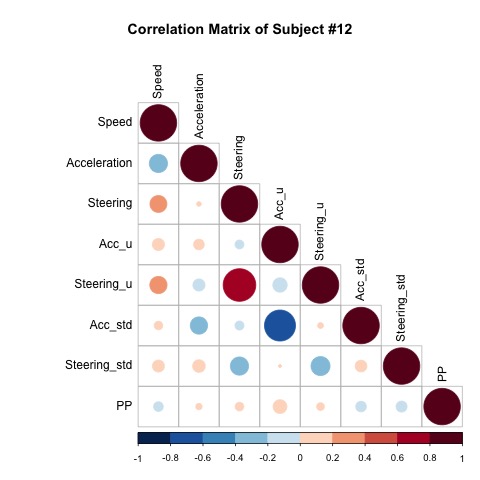 Correlation Matrix of Subject #12
Speed
Acceleration
Steering
Acc_u
Steering_u
Acc_std
Steering_std
PP
Speed
Acceleration
Steering
Acc_u
Steering_u
Acc_std
Steering_std
PP
-1 -0.8 -0.6 -0.4 -0.2 0 0.2 0.4 0.6 0.8 1